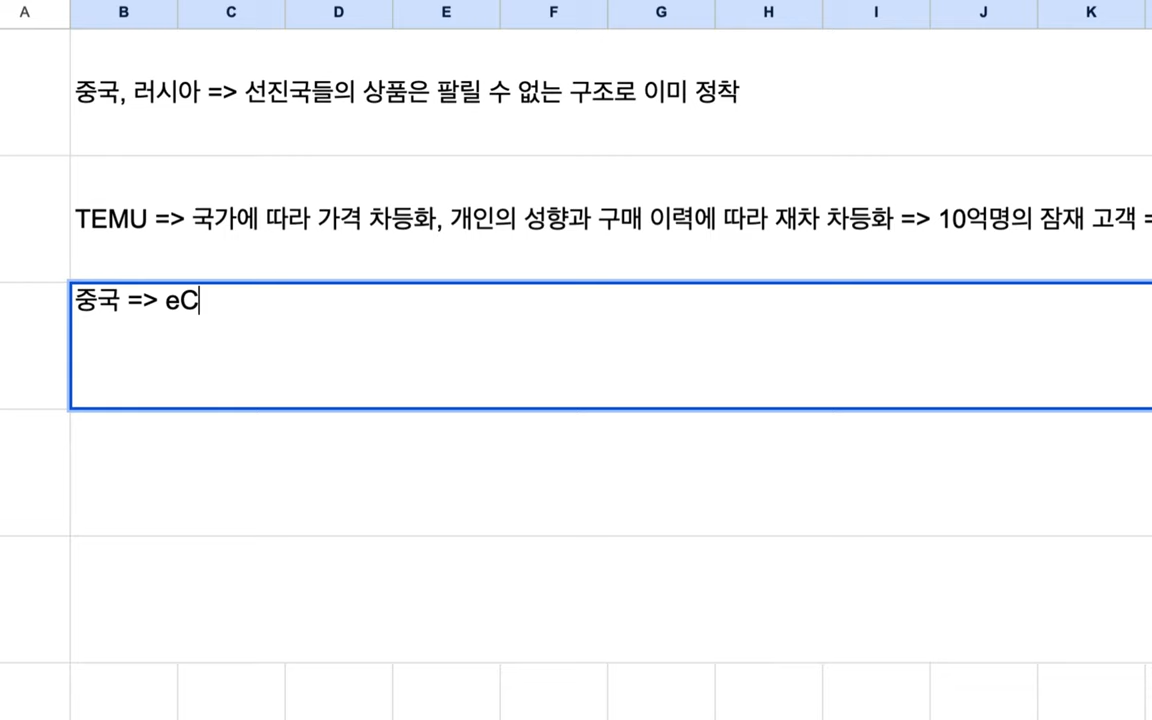 A B C D E F G H I J K
중국, 러시아 => 선진국들의 상품은 팔릴 수 없는 구조로 이미 정착
TEMU => 국가에 따라 가격 차등화, 개인의 성향과 구매 이력에 따라 재차 차등화 => 10억명의 잠재 고객 =
중국 => eC